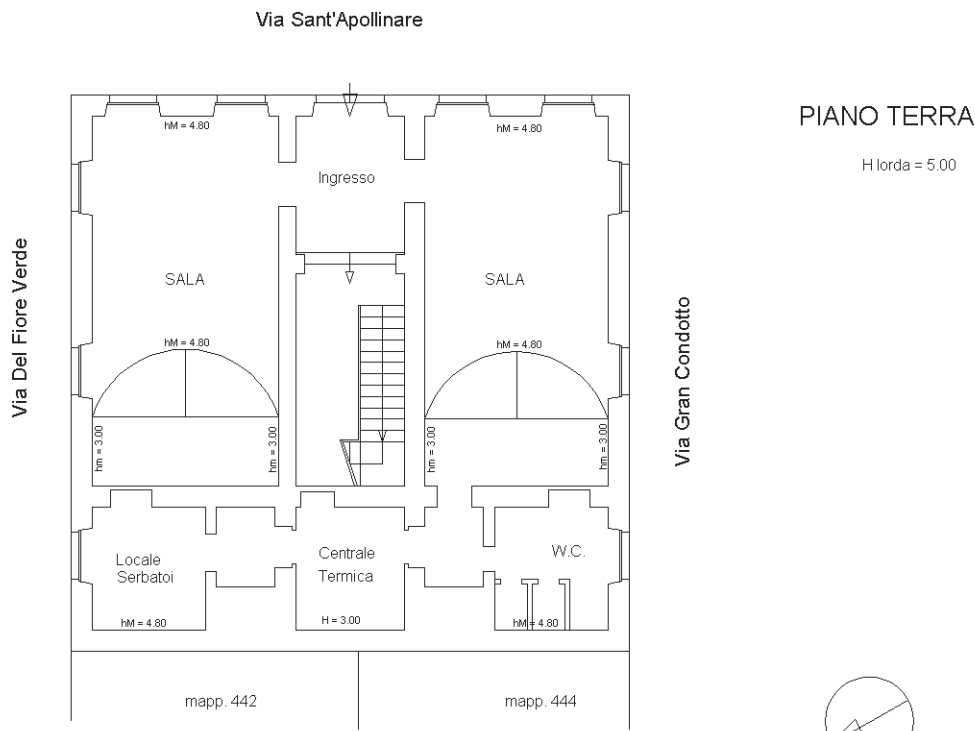 Via Sant'Apollinare
PIANO TERRA
H lorda = 5.00
hM = 4.80
hM = 4.80
Ingresso
SALA
SALA
Via Del Fiore Verde
Via Gran Condotto
hM = 4.80
hM = 4.80
hm = 3.00
hm = 3.00
hm = 3.00
hm = 3.00
Locale
Serbatoi
Centrale
Termica
W.C.
hM = 4.80
H = 3.00
hM = 4.80
mapp. 442
mapp. 444